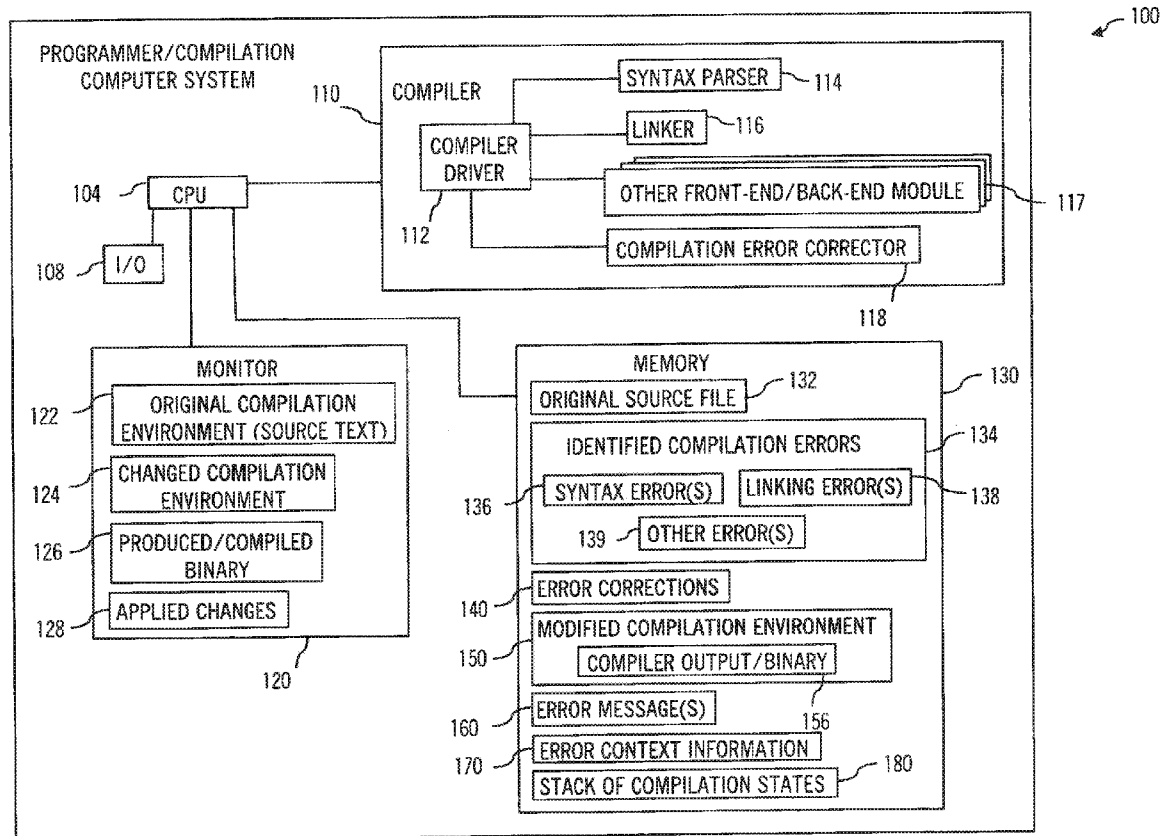 100
PROGRAMMER/COMPILATION
COMPUTER SYSTEM
110
COMPILER
SYNTAX PARSER
114
LINKER
116
COMPILER
DRIVER
112
OTHER FRONT-END/BACK-END MODULE
117
COMPILATION ERROR CORRECTOR
118
104
CPU
108
I/O
MONITOR
122
ORIGINAL COMPILATION
ENVIRONMENT (SOURCE TEXT)
124
CHANGED COMPILATION
ENVIRONMENT
126
PRODUCED/COMPILED
BINARY
128
APPLIED CHANGES
120
MEMORY
130
ORIGINAL SOURCE FILE
132
IDENTIFIED COMPILATION ERRORS
134
136
SYNTAX ERROR(S)
LINKING ERROR(S)
138
139
OTHER ERROR(S)
140
ERROR CORRECTIONS
MODIFIED COMPILATION ENVIRONMENT
150
COMPILER OUTPUT/BINARY
156
160
ERROR MESSAGE(S)
170
ERROR CONTEXT INFORMATION
STACK OF COMPILATION STATES
180